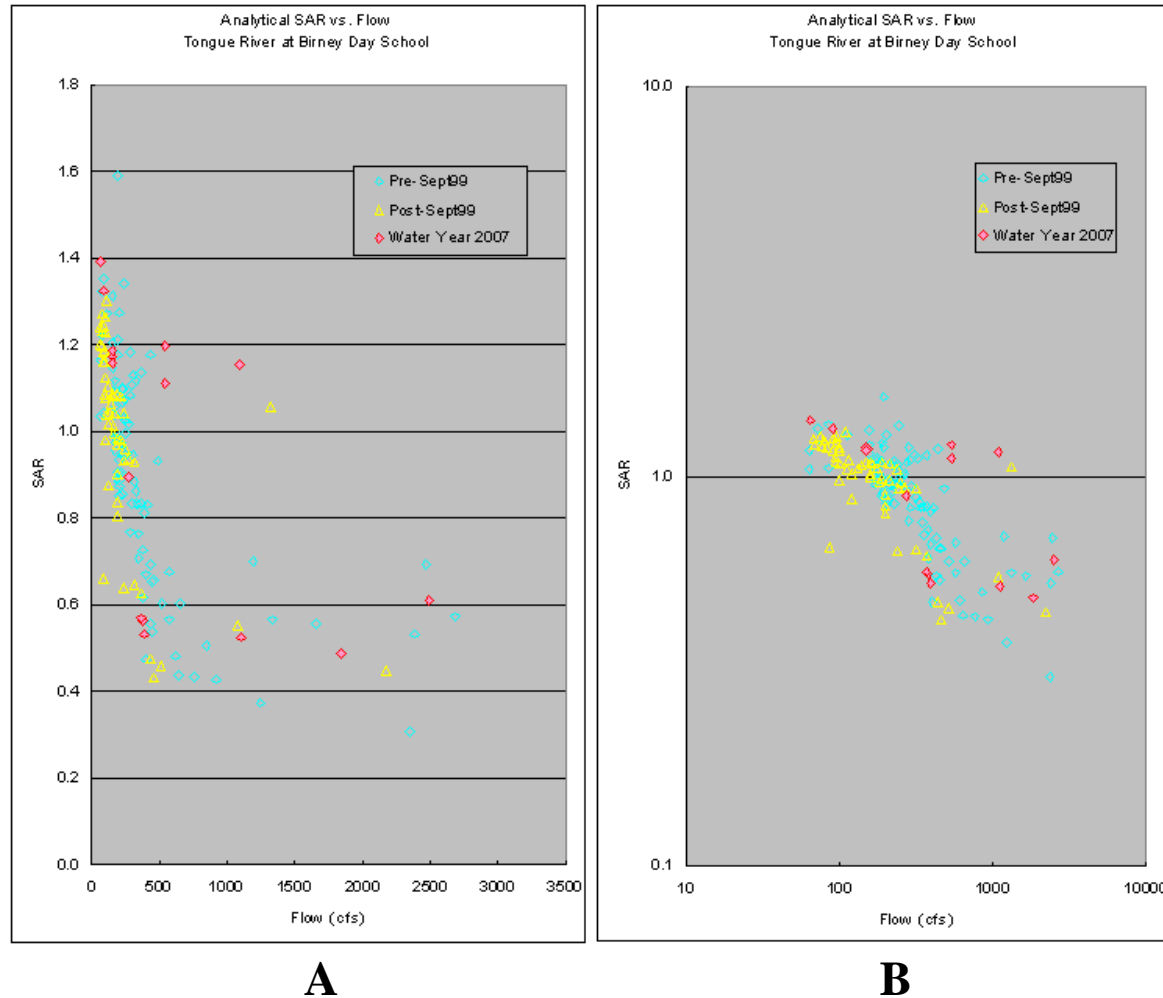 Analytical SAR vs. Flow
Tongue River at Birney Day School
1.8
1.6
1.4
1.2
1.0
0.8
0.6
0.4
0.2
0.0
SAR
Pre-Sept99
Post-Sept99
Water Year 2007
0 500 1000 1500 2000 2500 3000 3500
Flow (cfs)
A
Analytical SAR vs. Flow
Tongue River at Birney Day School
10.0
1.0
0.1
SAR
Pre-Sept99
Post-Sept99
Water Year 2007
10 100 1000 10000
Flow (cfs)
B